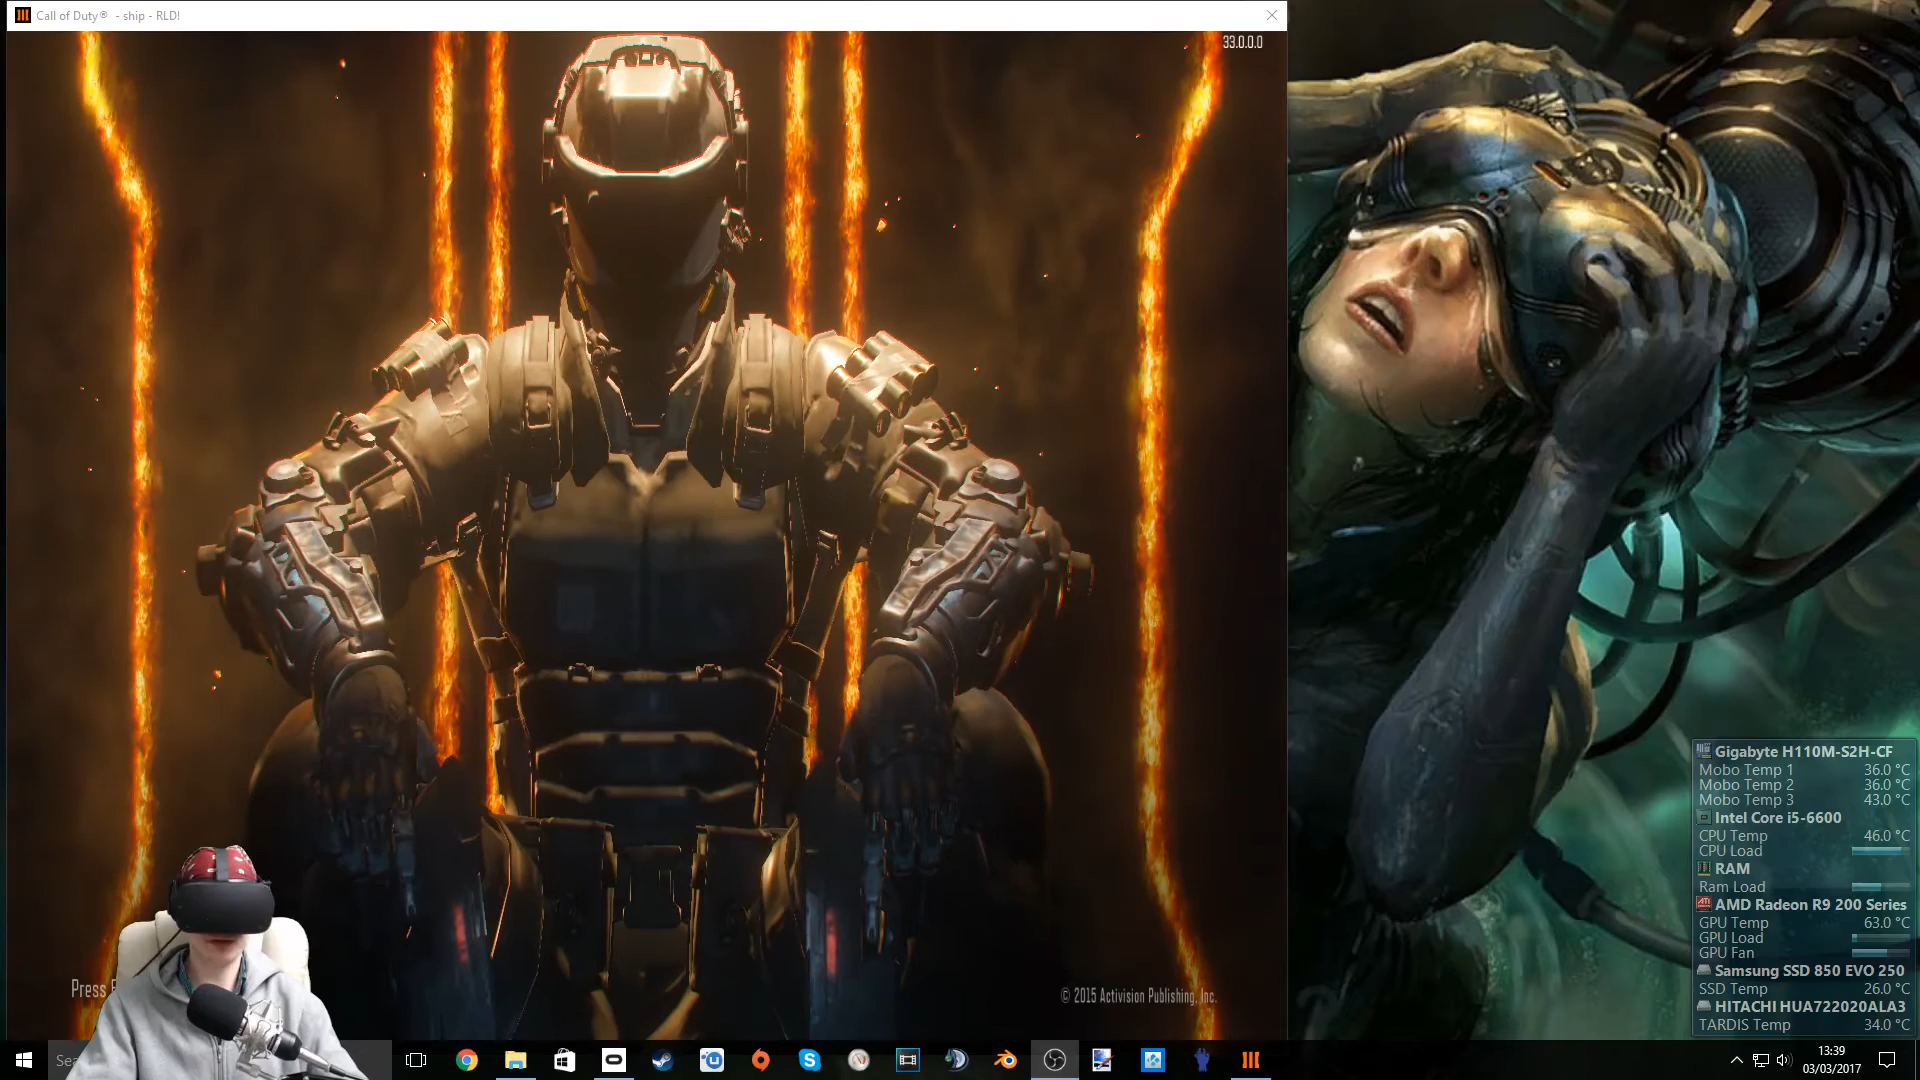 Call of Duty® - ship - RLD!
33.0.0.0
Press
© 2015 Activision Publishing, Inc.
Gigabyte H110M-S2H-CF
Mobo Temp 1 36.0 °C
Mobo Temp 2 36.0 °C
Mobo Temp 3 43.0 °C
Intel Core i5-6600
CPU Temp 46.0 °C
CPU Load
RAM
Ram Load
AMD Radeon R9 200 Series
GPU Temp 63.0 °C
GPU Load
GPU Fan
Samsung SSD 850 EVO 250
SSD Temp 26.0 °C
HITACHI HUA722020ALA3
TARDIS Temp 34.0 °C
13:39
03/03/2017